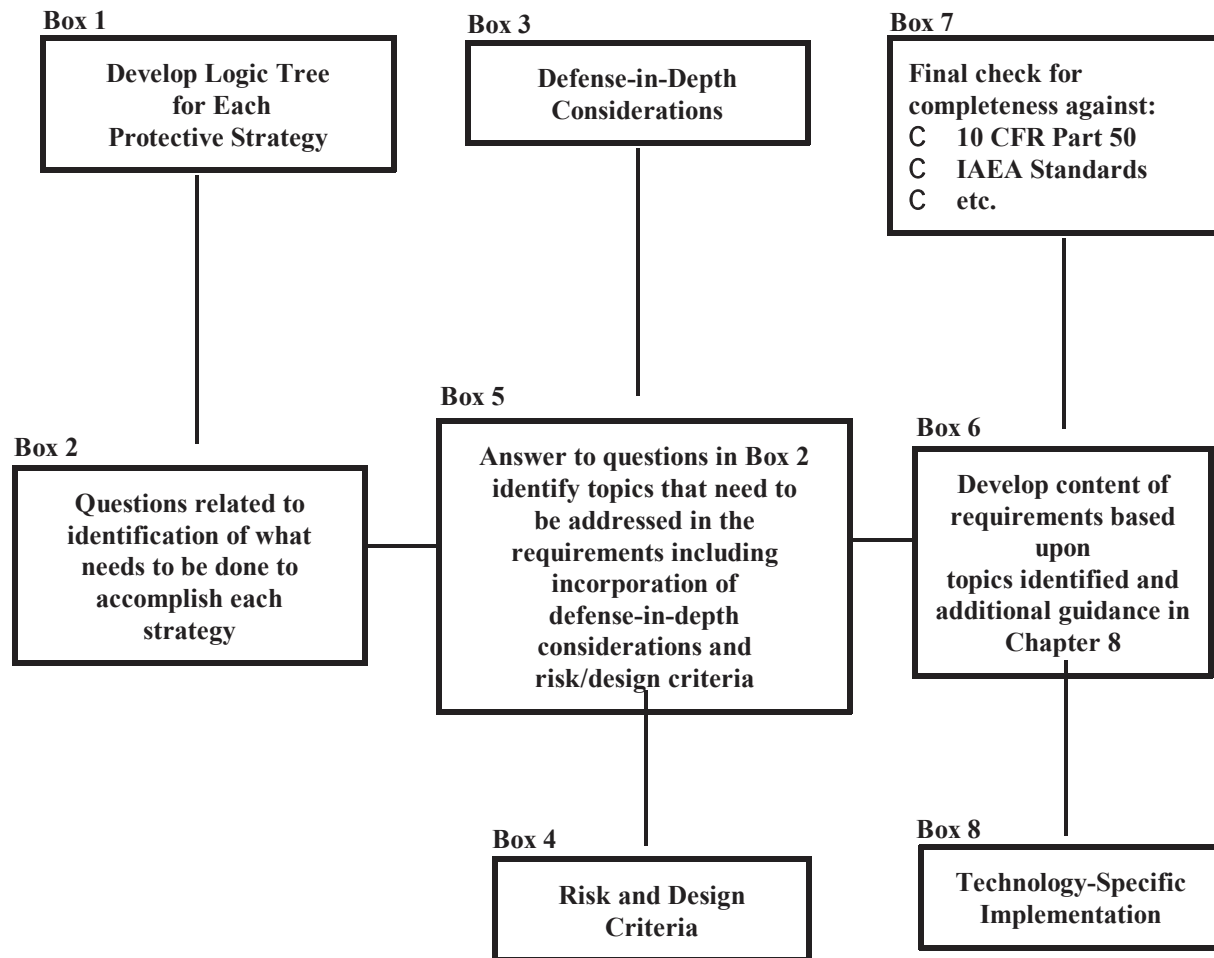 Box 1
Develop Logic Tree
for Each
Protective Strategy
Box 3
Defense-in-Depth
Considerations
Box 7
Final check for
completeness against:
C 10 CFR Part 50
C IAEA Standards
C etc.
Box 2
Questions related to
identification of what
needs to be done to
accomplish each
strategy
Box 5
Answer to questions in Box 2
identify topics that need to
be addressed in the
requirements including
incorporation of
defense-in-depth
considerations and
risk/design criteria
Box 6
Develop content of
requirements based
upon
topics identified and
additional guidance in
Chapter 8
Box 4
Risk and Design
Criteria
Box 8
Technology-Specific
Implementation